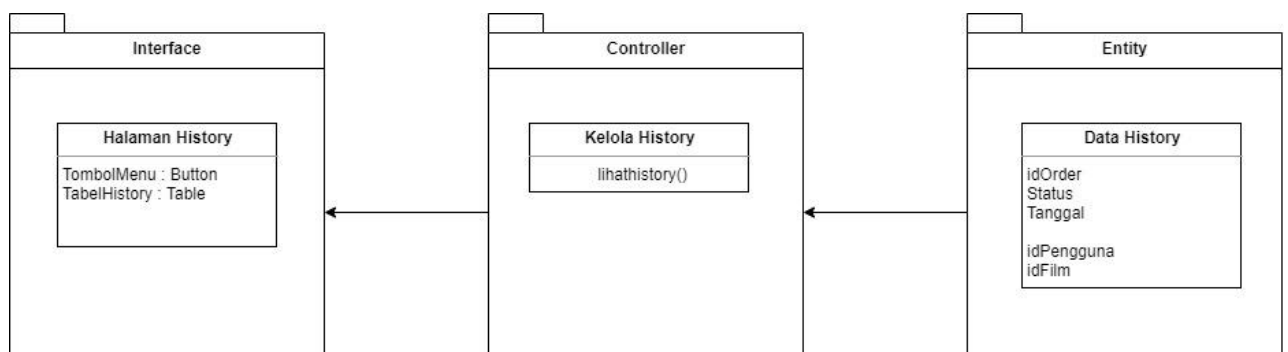 Interface
Halaman History
TombolMenu : Button
TabelHistory : Table
Controller
Kelola History
lihathistory()
Entity
Data History
idOrder
Status
Tanggal
idPengguna
idFilm